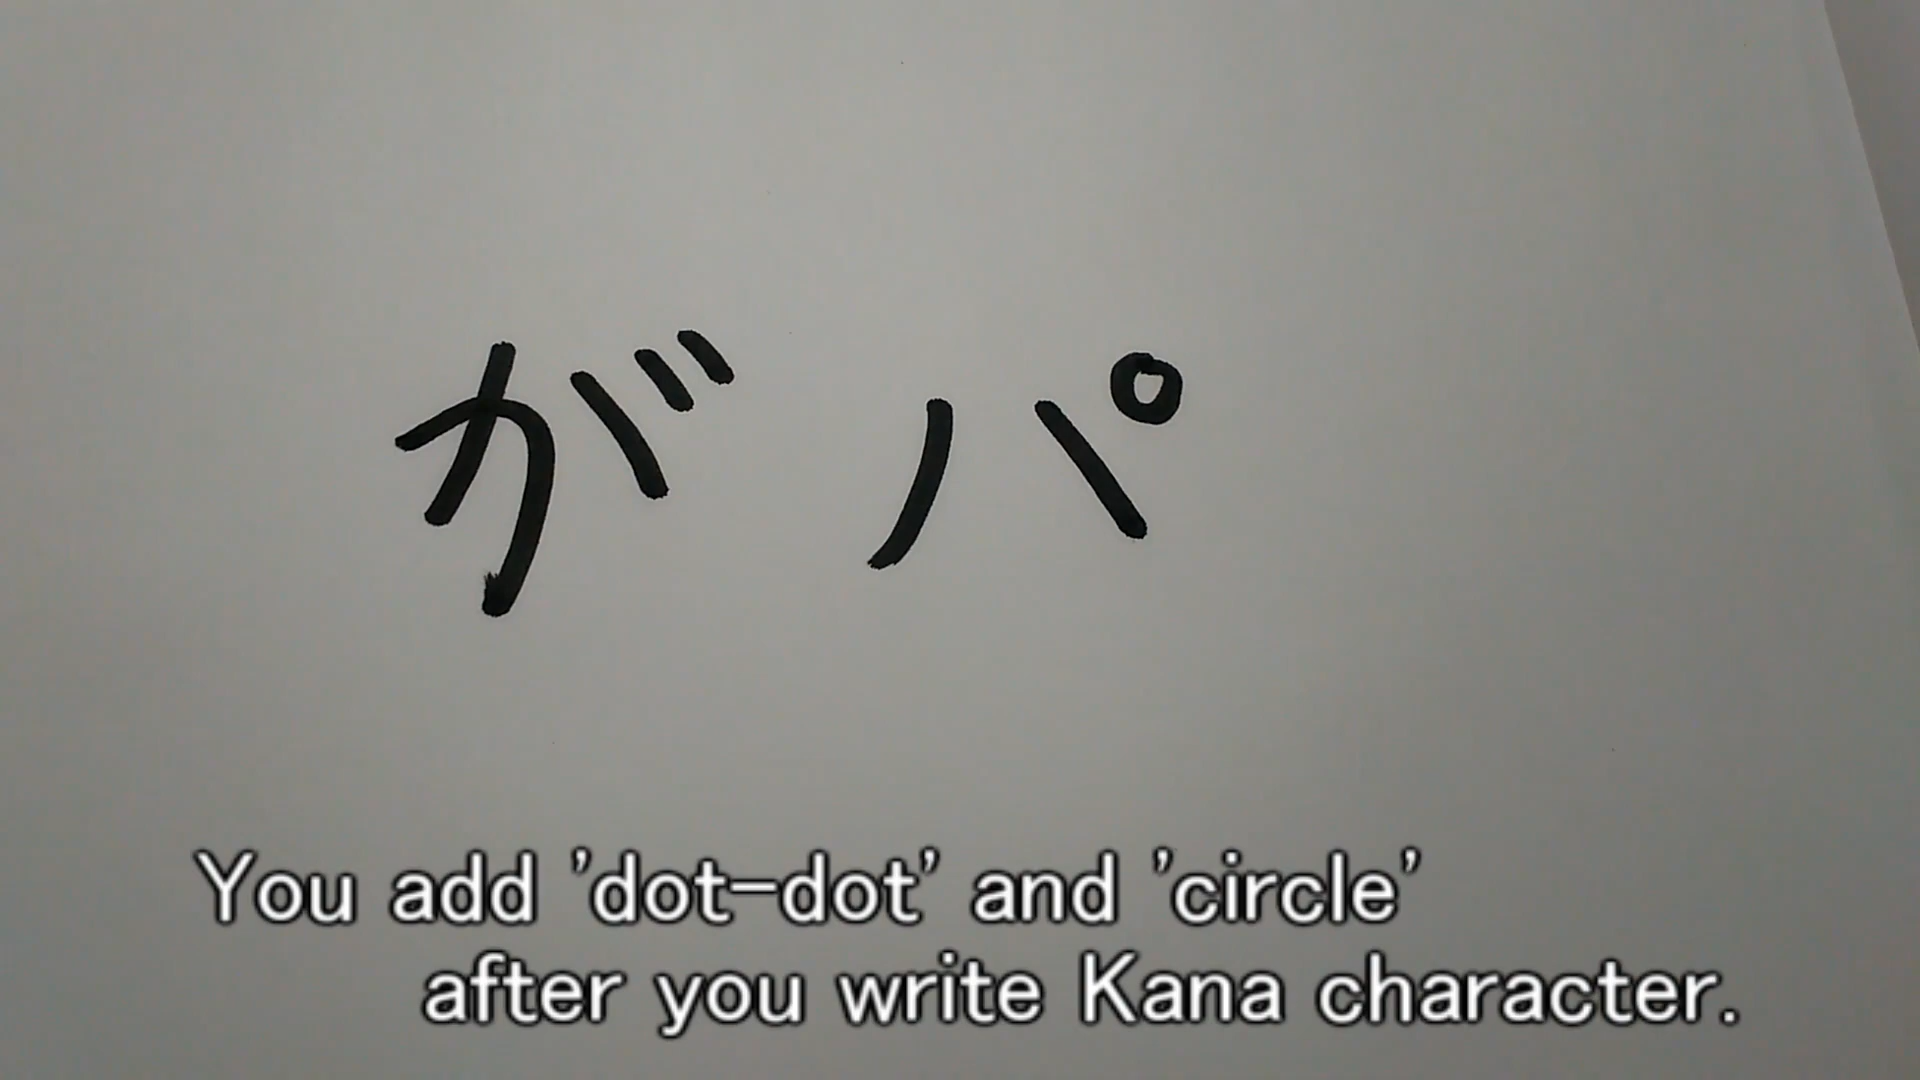 がパ
You add 'dot-dot' and 'circle'
after you write Kana character.